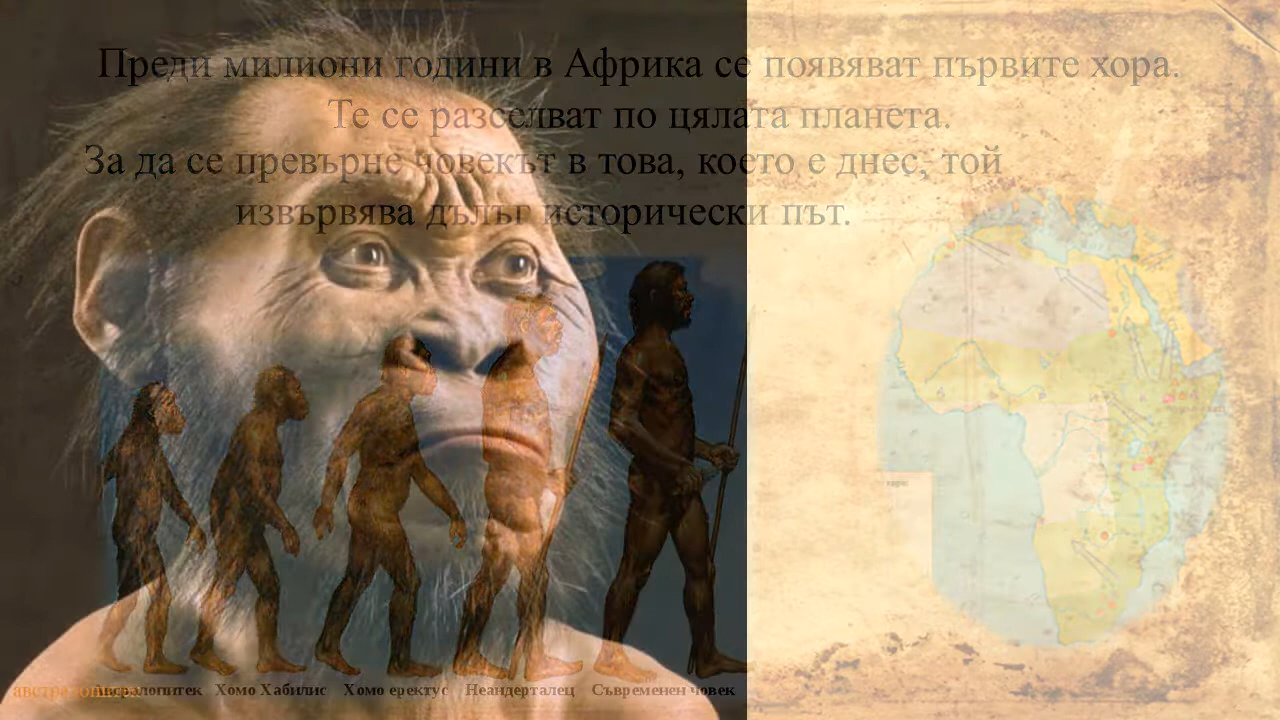 Преди милиони години в Африка се появяват първите хора.
Те се разселват по цялата планета.
За да се превърне човекът в това, което е днес, той
извървява дълъг исторически път.
австралопитек
Австралопитек Хомо Хабилис Хомо еректус Неандерталец Съвременен човек